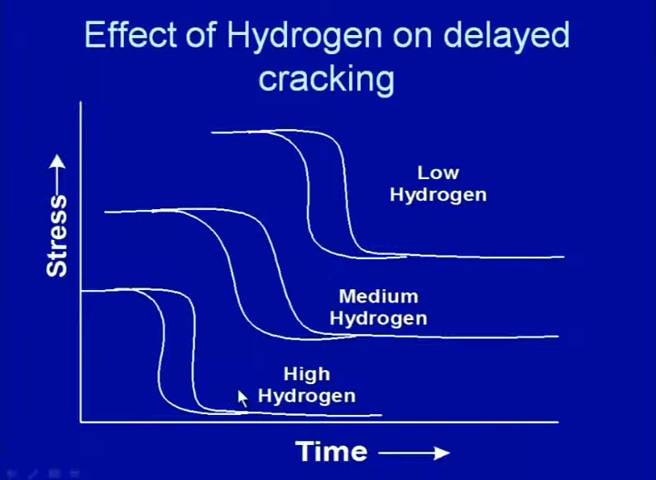 Effect of Hydrogen on delayed
cracking
Stress
Low
Hydrogen
Medium
Hydrogen
High
Hydrogen
Time